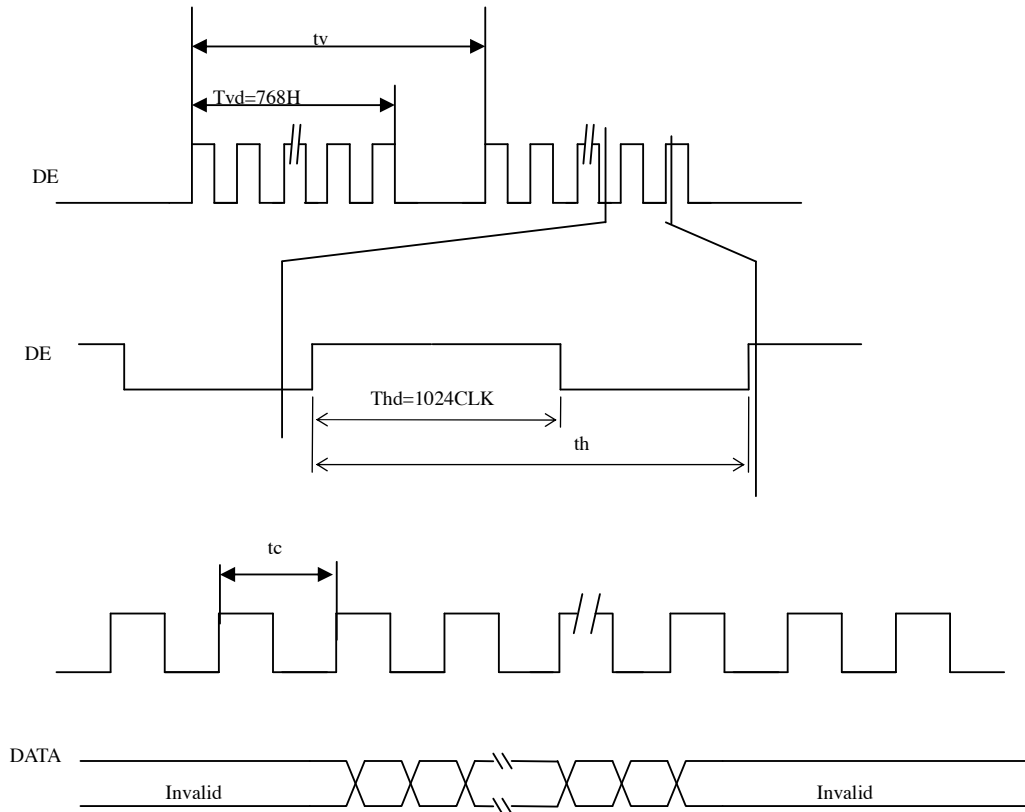 tv
Tvd=768H
DE
DE
Thd=1024CLK
th
tc
DATA
Invalid
Invalid